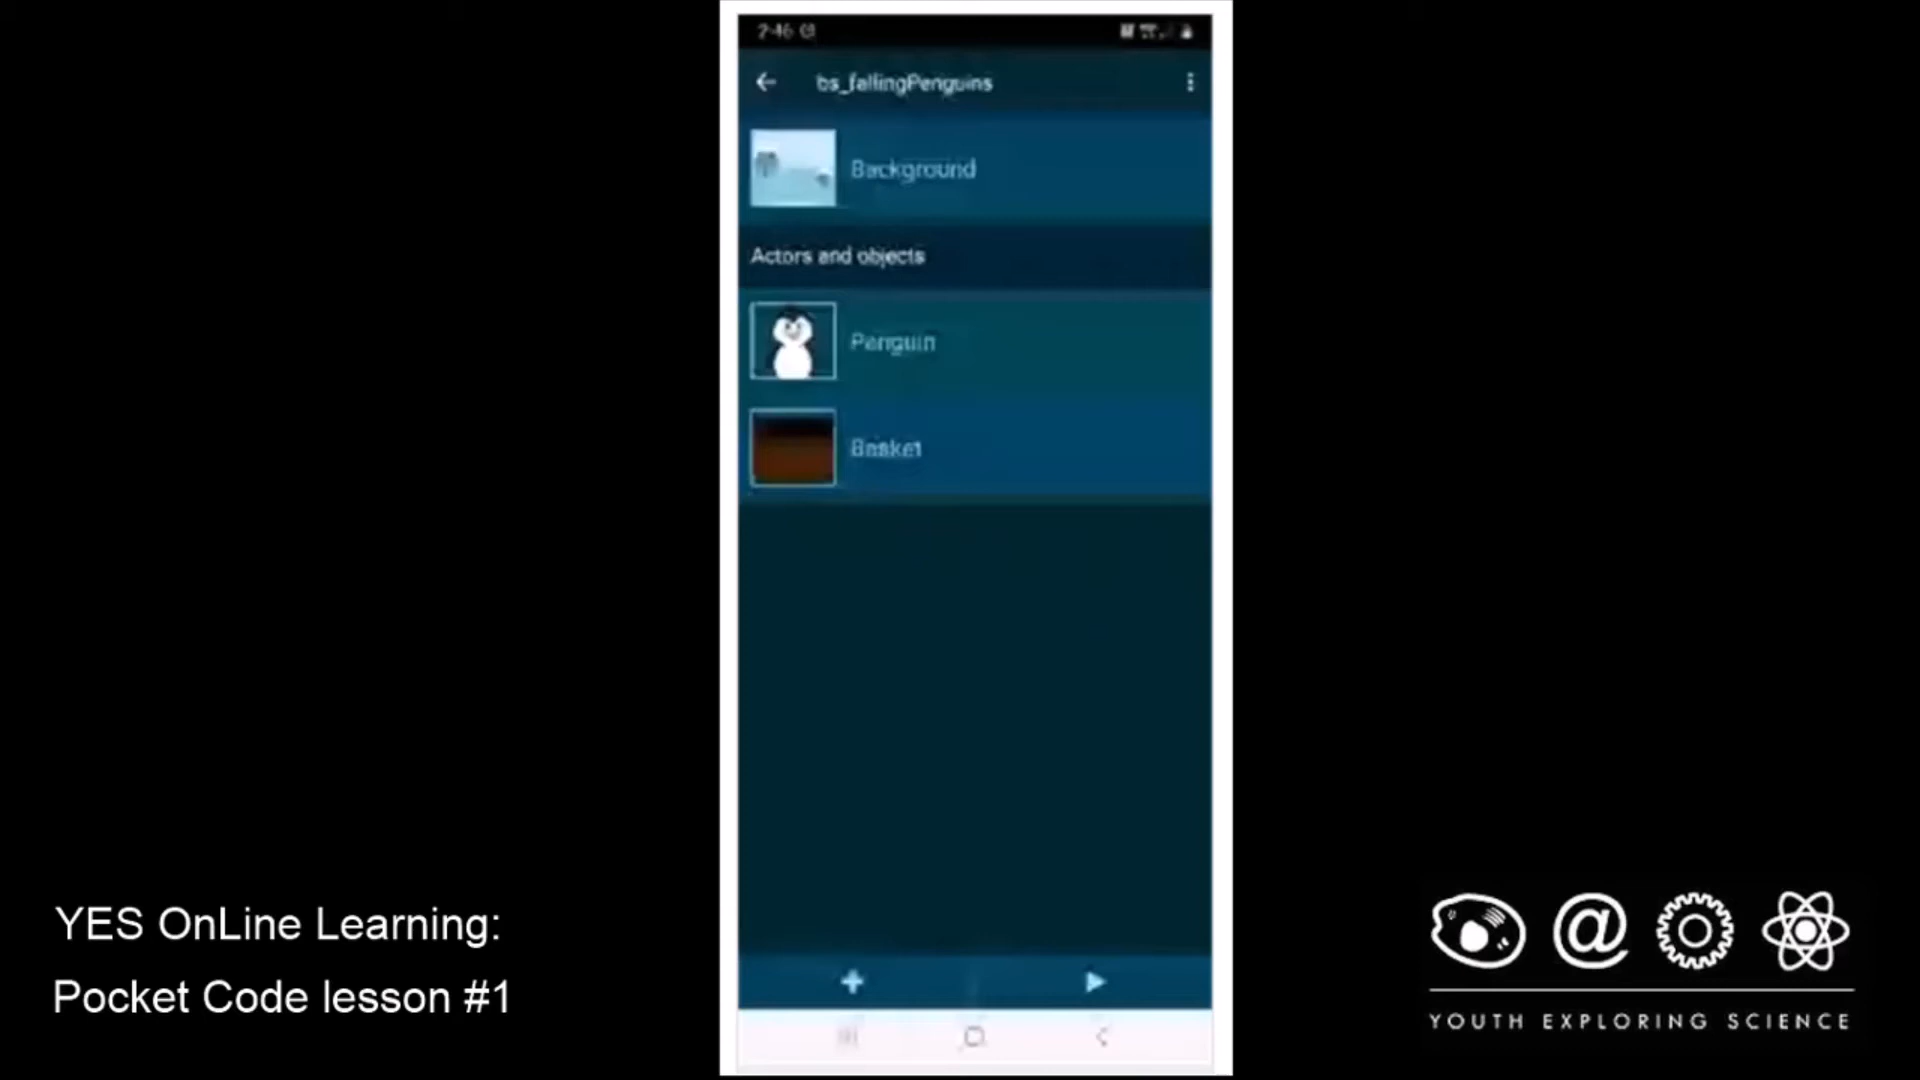 2:46
bs_fallingPenguins
Background
Actors and objects
Penguin
Basket
YES OnLine Learning:
Pocket Code lesson #1
YOUTH EXPLORING SCIENCE